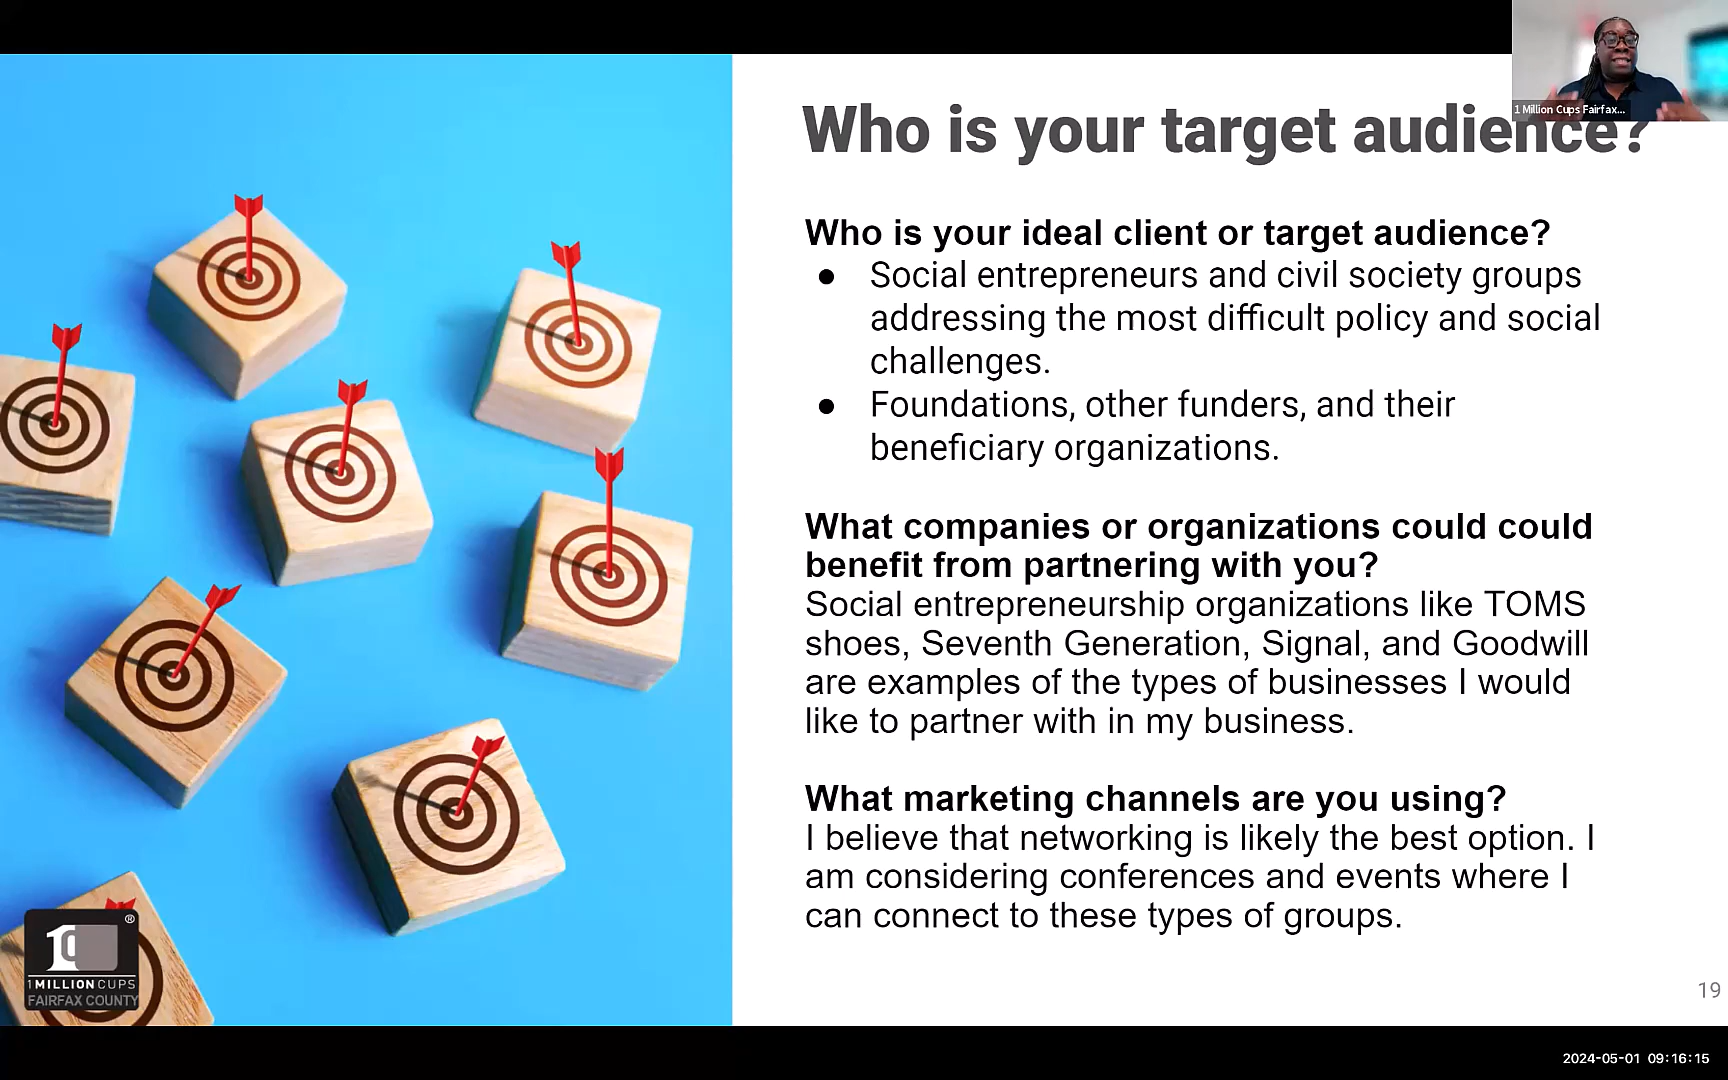 1 Million Cups Fairfax...
Who is your target audience?
Who is your ideal client or target audience?
● Social entrepreneurs and civil society groups
addressing the most difficult policy and social
challenges.
● Foundations, other funders, and their
beneficiary organizations.
What companies or organizations could could
benefit from partnering with you?
Social entrepreneurship organizations like TOMS
shoes, Seventh Generation, Signal, and Goodwill
are examples of the types of businesses I would
like to partner with in my business.
What marketing channels are you using?
I believe that networking is likely the best option. I
am considering conferences and events where I
can connect to these types of groups.
®
1MILLIONCUPS
FAIRFAX COUNTY
19
2024-05-01 09:16:15